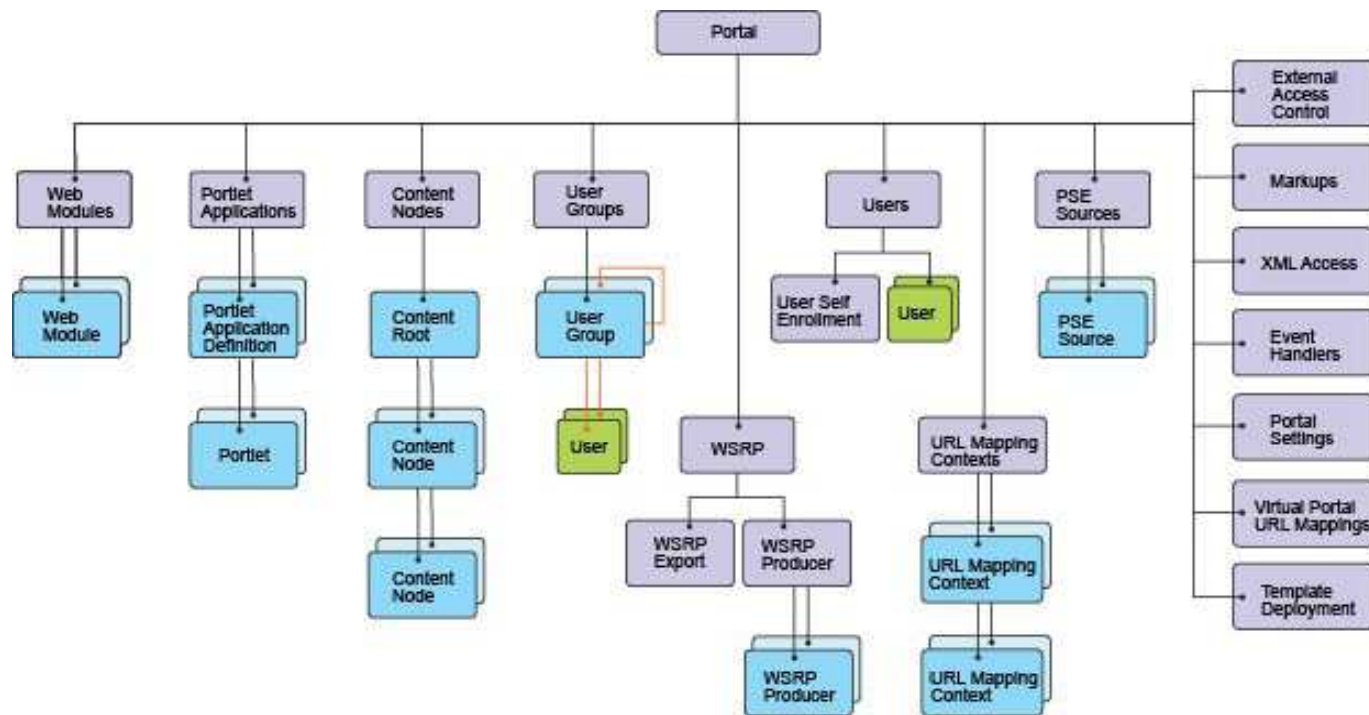 Portal
External
Access
Control
Markups
XML Access
Event
Handlers
Portal
Settings
Virtual Portal
URL Mappings
Template
Deployment
Web
Modules
Portlet
Applications
Content
Nodes
User
Groups
Users
PSE
Sources
Web
Module
Portlet
Application
Definition
Content
Root
User
Group
User Self
Enrollment
User
PSE
Source
Portlet
Content
Node
User
WSRP
URL Mapping
Contexts
Content
Node
WSRP
Export
WSRP
Producer
URL Mapping
Context
WSRP
Producer
URL Mapping
Context